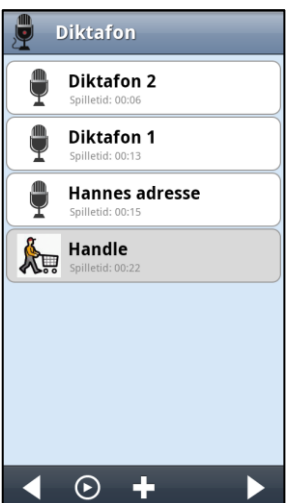 Diktafon
Diktafon 2
Spilletid: 00:06
Diktafon 1
Spilletid: 00:13
Hannes adresse
Spilletid: 00:15
Handle
Spilletid: 00:22